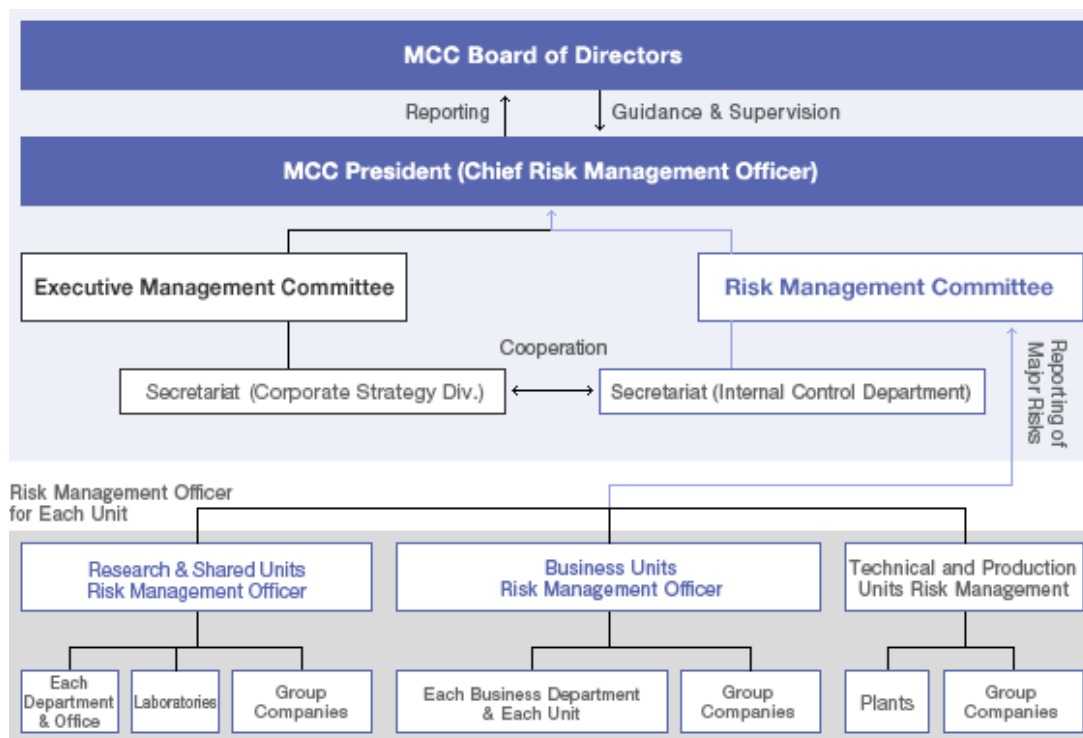 MCC Board of Directors
Reporting
Guidance & Supervision
MCC President (Chief Risk Management Officer)
Executive Management Committee
Risk Management Committee
Cooperation
Secretariat (Corporate Strategy Div.)
Secretariat (Internal Control Department)
Reporting of
Major Risks
Risk Management Officer
for Each Unit
Research & Shared Units
Risk Management Officer
Business Units
Risk Management Officer
Technical and Production
Units Risk Management
Each
Department
& Office
Laboratories
Group
Companies
Each Business Department
& Each Unit
Group
Companies
Plants
Group
Companies